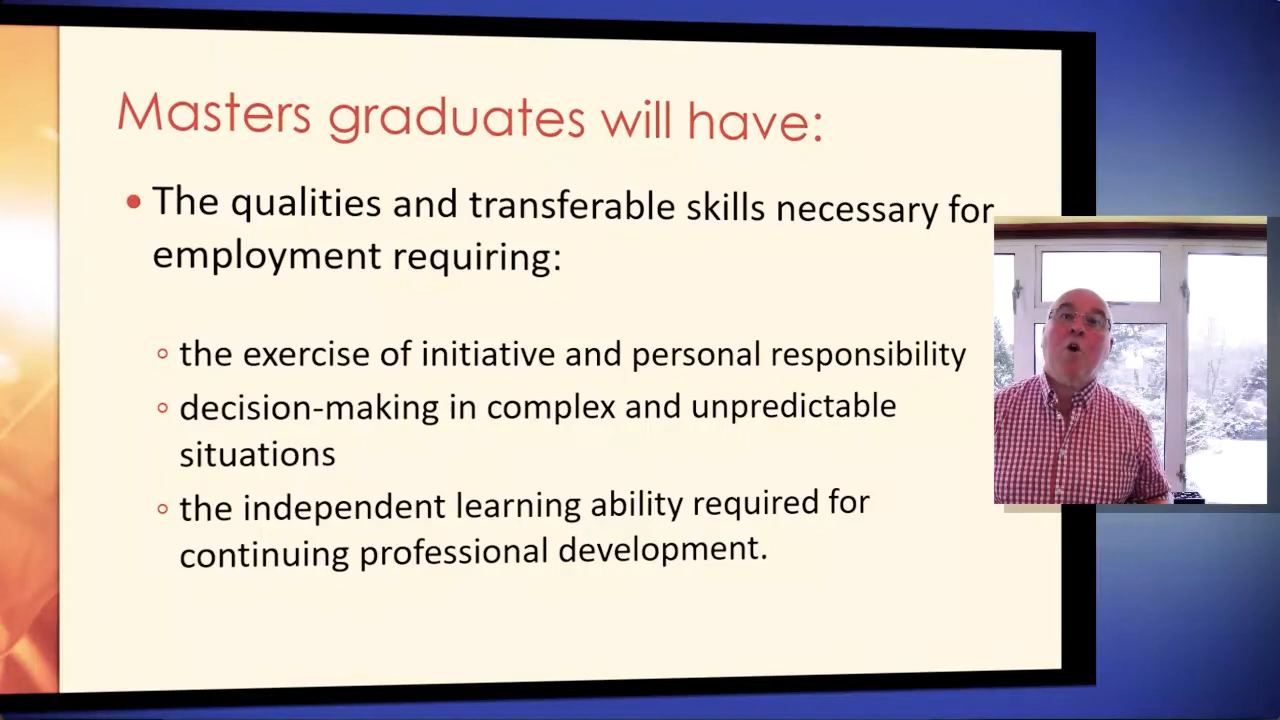 Masters graduates will have:
• The qualities and transferable skills necessary for
employment requiring:
◦ the exercise of initiative and personal responsibility
◦ decision-making in complex and unpredictable
situations
◦ the independent learning ability required for
continuing professional development.